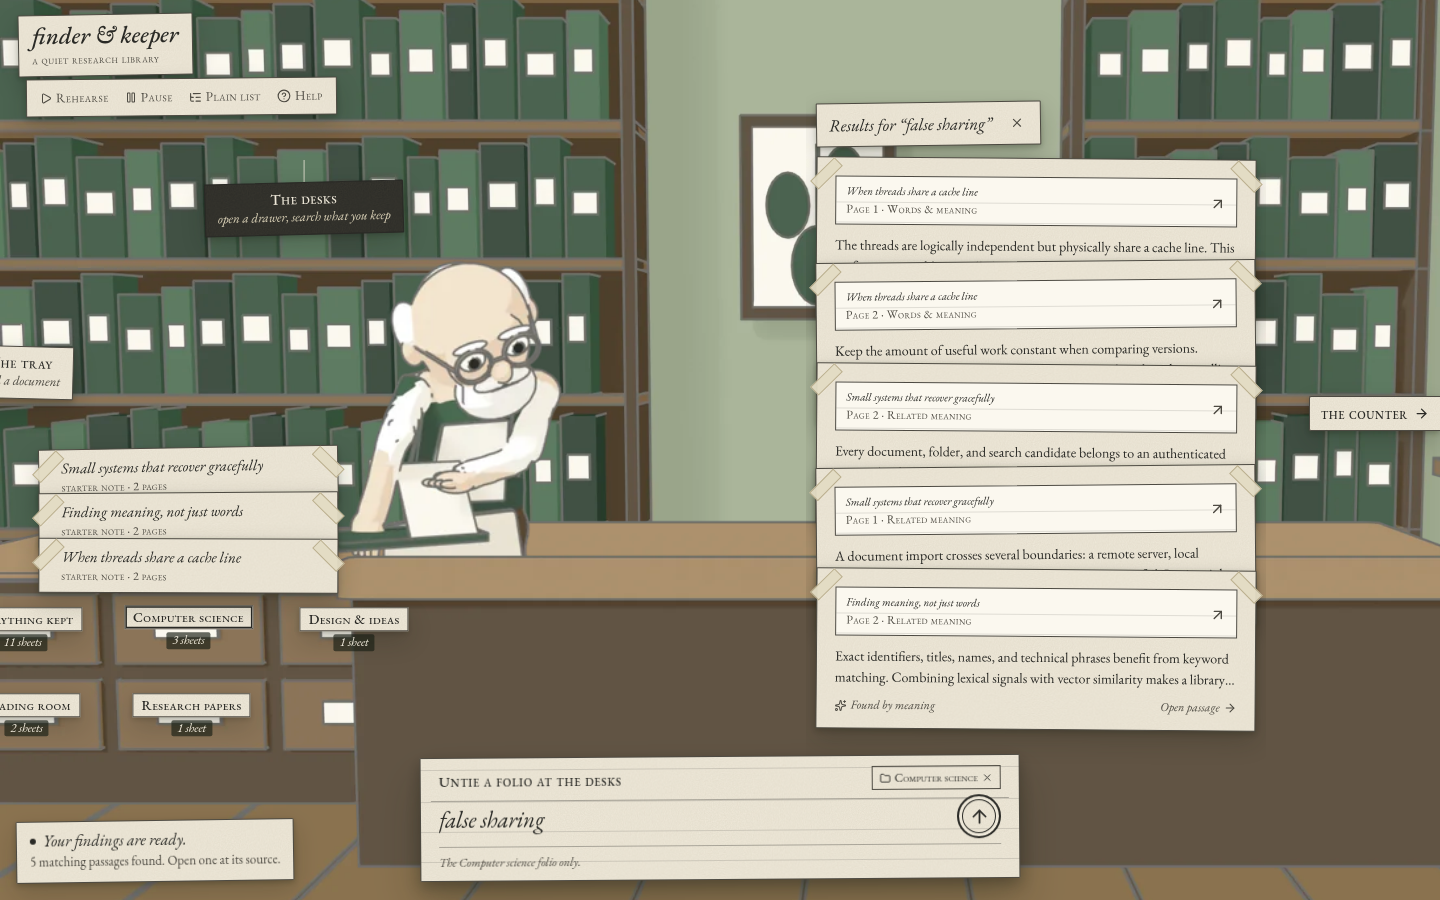 finder & keeper
A QUIET RESEARCH LIBRARY
REHEARSE
PAUSE
PLAIN LIST
HELP
THE DESKS
open a drawer, search what you keep
HE TRAY
a document
Small systems that recover gracefully
STARTER NOTE · 2 PAGES
Finding meaning, not just words
STARTER NOTE · 2 PAGES
When threads share a cache line
STARTER NOTE · 2 PAGES
YTHING KEPT
11 sheets
COMPUTER SCIENCE
3 sheets
DESIGN & IDEAS
1 sheet
ADING ROOM
2 sheets
RESEARCH PAPERS
1 sheet
Results for “false sharing”
When threads share a cache line
PAGE 1 · WORDS & MEANING
The threads are logically independent but physically share a cache line. This
When threads share a cache line
PAGE 2 · WORDS & MEANING
Keep the amount of useful work constant when comparing versions.
Small systems that recover gracefully
PAGE 2 · RELATED MEANING
Every document, folder, and search candidate belongs to an authenticated
Small systems that recover gracefully
PAGE 1 · RELATED MEANING
A document import crosses several boundaries: a remote server, local
Finding meaning, not just words
PAGE 2 · RELATED MEANING
Exact identifiers, titles, names, and technical phrases benefit from keyword
matching. Combining lexical signals with vector similarity makes a library…
Found by meaning
Open passage
THE COUNTER
UNTIE A FOLIO AT THE DESKS
COMPUTER SCIENCE
false sharing
The Computer science folio only.
Your findings are ready.
5 matching passages found. Open one at its source.